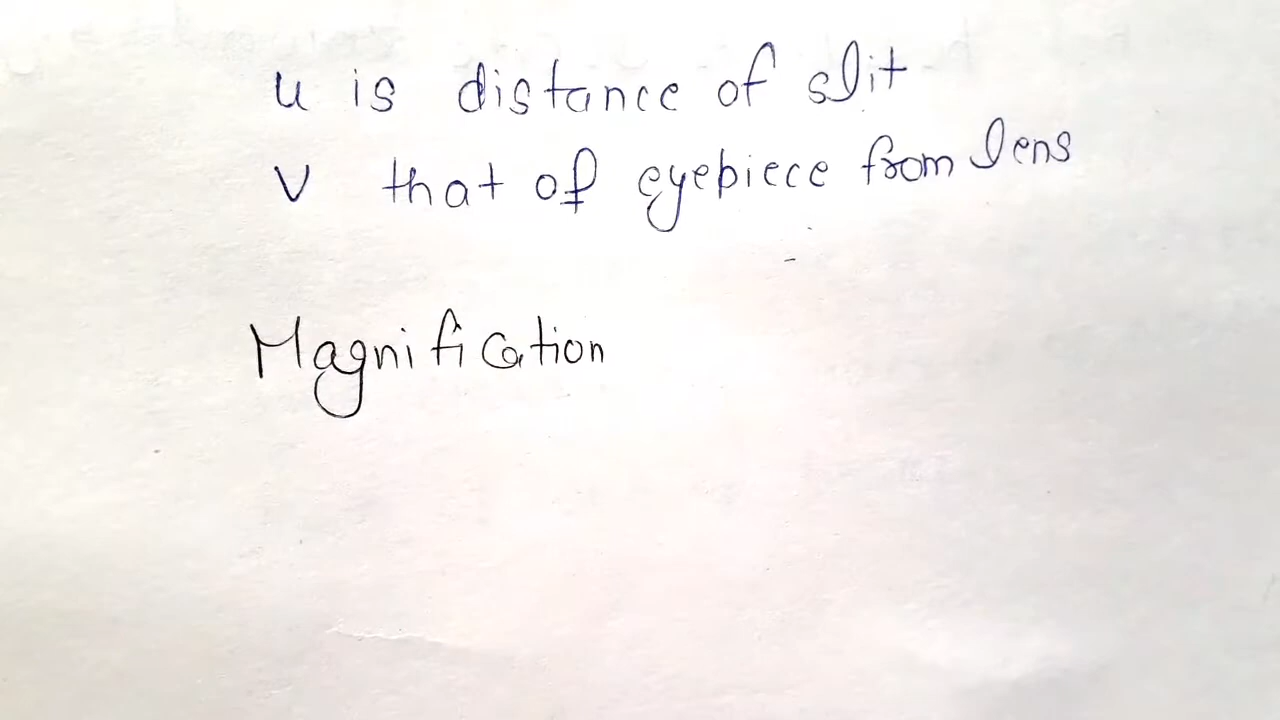 u is distance of slit
v that of eyepiece from lens
Magnification